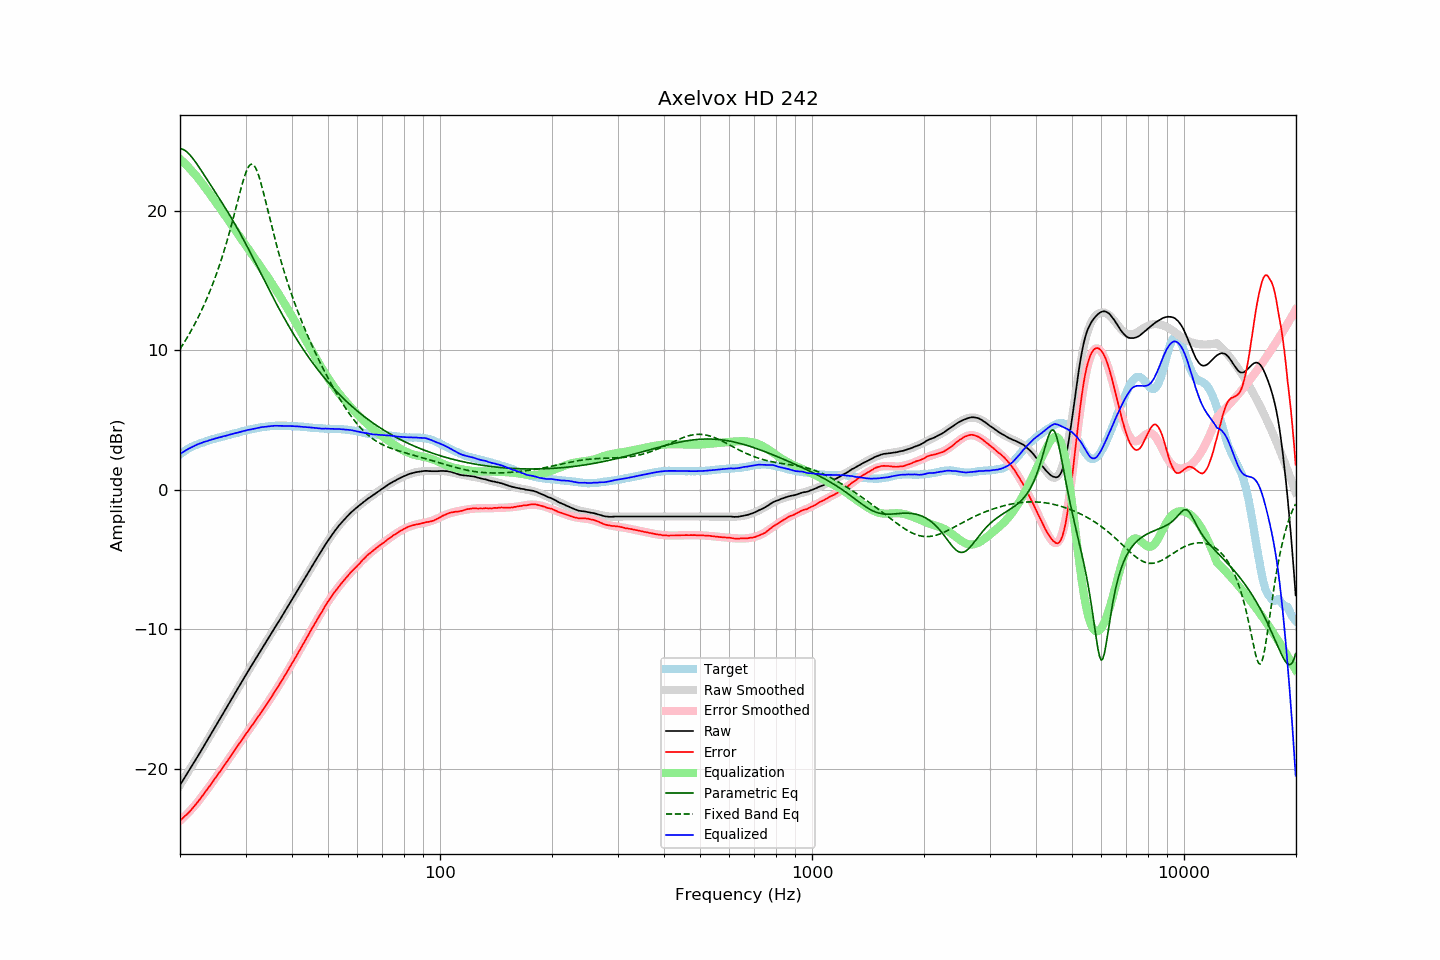 Axelvox HD 242
Amplitude (dBr)
20
10
0
−10
−20
Target
Raw Smoothed
Error Smoothed
Raw
Error
Equalization
Parametric Eq
Fixed Band Eq
Equalized
100
1000
10000
Frequency (Hz)